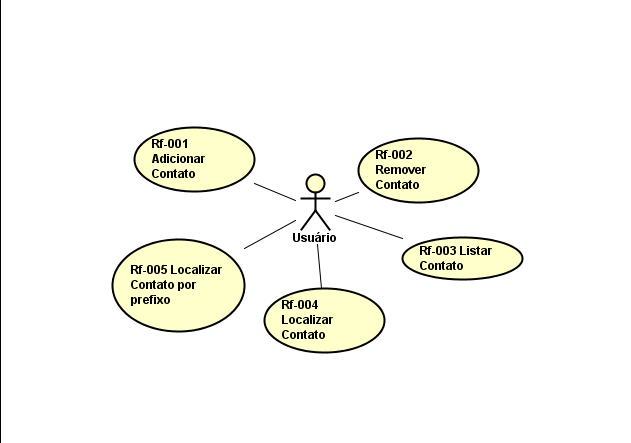 Rf-001
Adicionar
Contato
Rf-002
Remover
Contato
Usuário
Rf-003 Listar
Contato
Rf-005 Localizar
Contato por
prefixo
Rf-004
Localizar
Contato